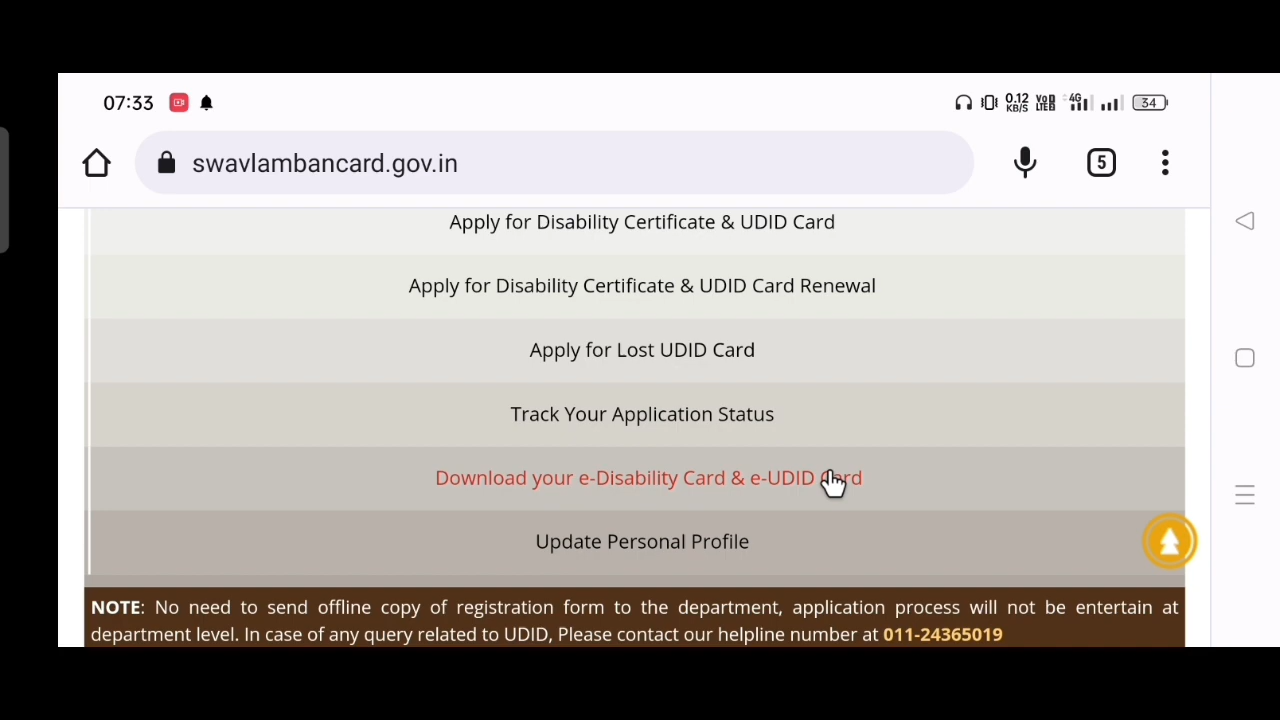 07:33
0.12 KB/S Vo LTE 4G 34
swavlambancard.gov.in
5
Apply for Disability Certificate & UDID Card
Apply for Disability Certificate & UDID Card Renewal
Apply for Lost UDID Card
Track Your Application Status
Download your e-Disability Card & e-UDID Card
Update Personal Profile
NOTE: No need to send offline copy of registration form to the department, application process will not be entertain at
department level. In case of any query related to UDID, Please contact our helpline number at 011-24365019